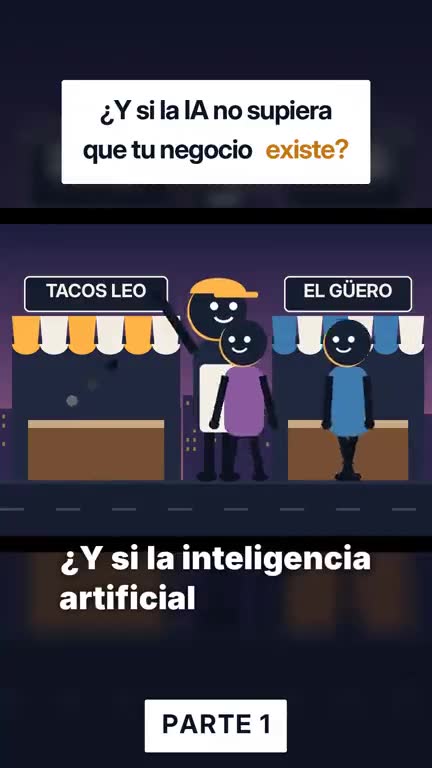 ¿Y si la IA no supiera
que tu negocio existe?
TACOS LEO
EL GÜERO
¿Y si la inteligencia
artificial
PARTE 1